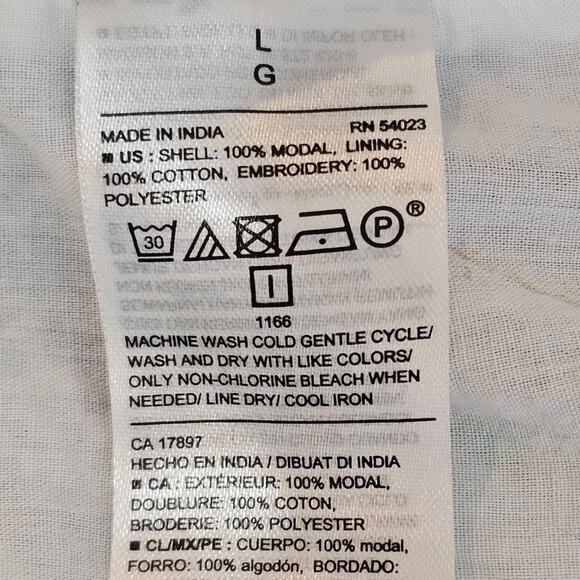 L
G
MADE IN INDIA RN 54023
US : SHELL: 100% MODAL, LINING:
100% COTTON, EMBROIDERY: 100%
POLYESTER
30 P ®
I
1166
MACHINE WASH COLD GENTLE CYCLE/
WASH AND DRY WITH LIKE COLORS/
ONLY NON-CHLORINE BLEACH WHEN
NEEDED/ LINE DRY/ COOL IRON
CA 17897
HECHO EN INDIA / DIBUAT DI INDIA
CA : EXTÉRIEUR: 100% MODAL,
DOUBLURE: 100% COTON,
BRODERIE: 100% POLYESTER
CL/MX/PE : CUERPO: 100% modal,
FORRO: 100% algodón, BORDADO: